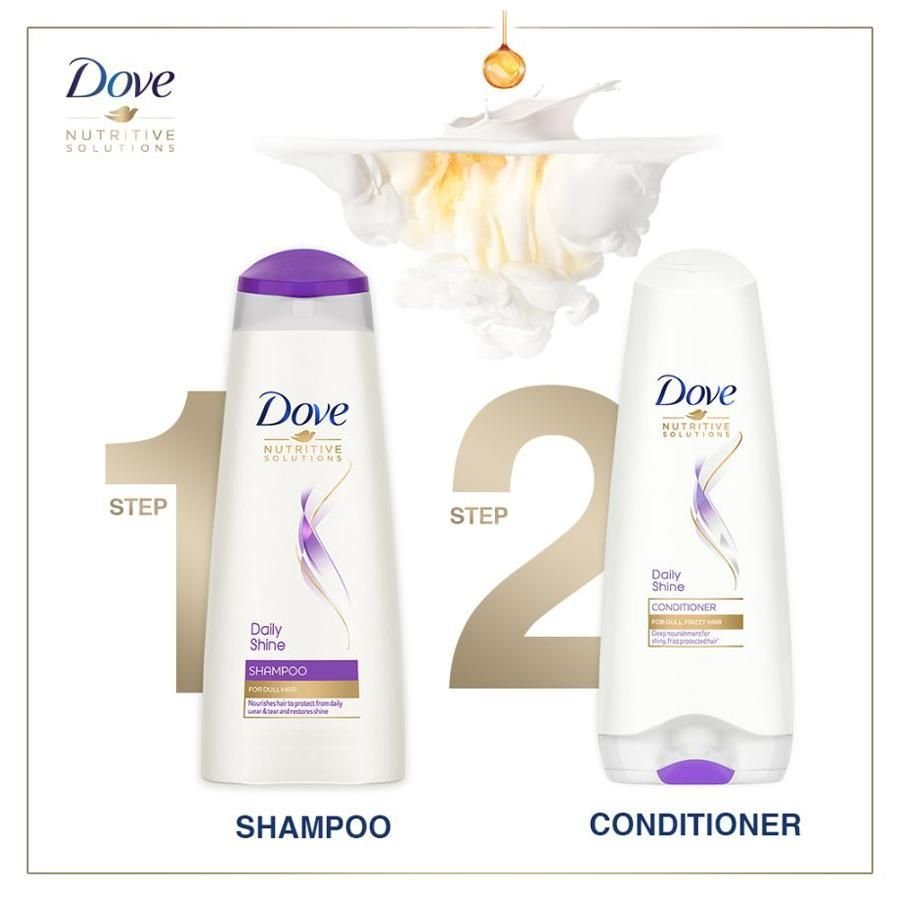 Dove
NUTRITIVE
SOLUTIONS
1
STEP
Dove
NUTRITIVE
SOLUTIONS
Daily
Shine
SHAMPOO
FOR DULL HAIR
Nourishes hair to protect from daily
wear & tear and restores shine
SHAMPOO
2
STEP
Dove
NUTRITIVE
SOLUTIONS
Daily
Shine
CONDITIONER
FOR DULL, FRIZZY HAIR
Deep nourishment for
shiny, frizz protected hair*
CONDITIONER